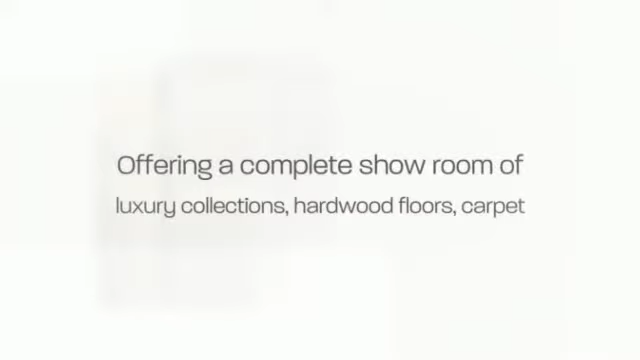 Offering a complete show room of
luxury collections, hardwood floors, carpet